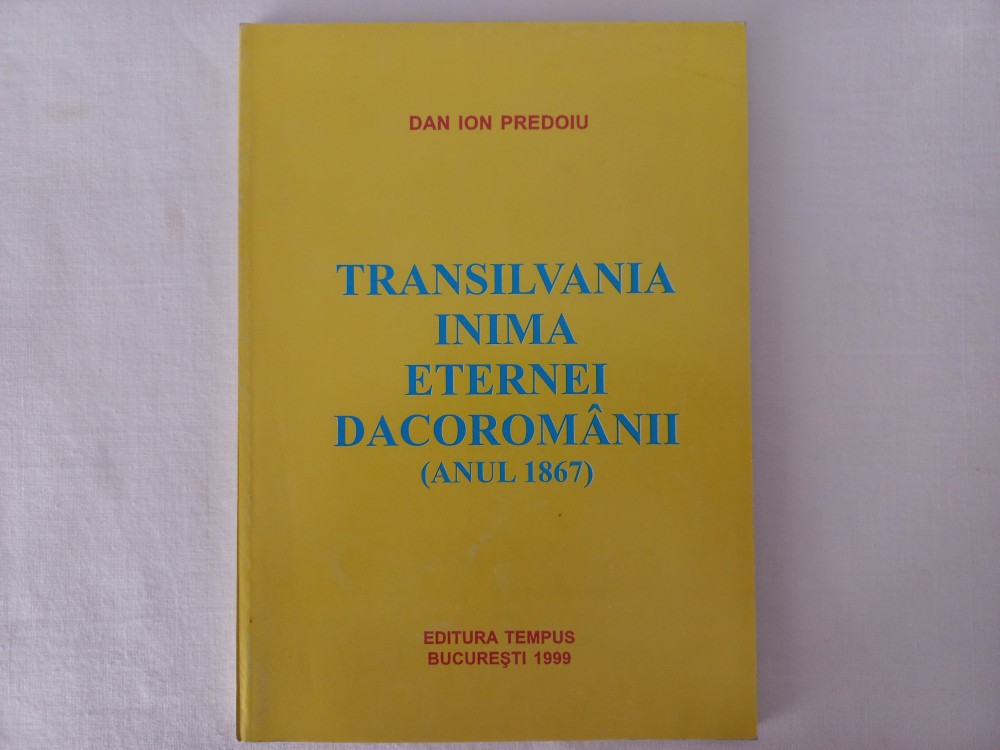 DAN ION PREDOIU
TRANSILVANIA
INIMA
ETERNEI
DACOROMÂNII
(ANUL 1867)
EDITURA TEMPUS
BUCUREŞTI 1999